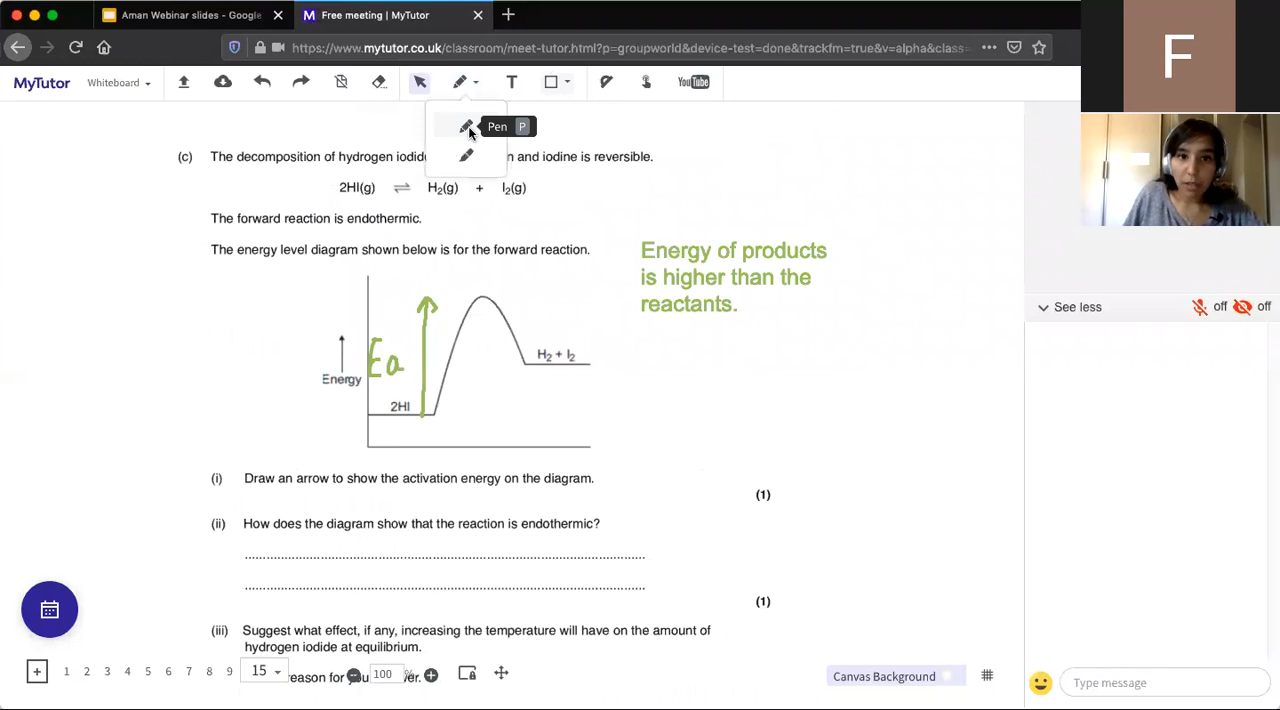 Aman Webinar slides - Google
Free meeting | MyTutor
https://www.mytutor.co.uk/classroom/meet-tutor.html?p=groupworld&device-test=done&trackfm=true&v=alpha&class=
F
MyTutor
Whiteboard
T
YouTube
Pen P
(c) The decomposition of hydrogen iodide n and iodine is reversible.
2HI(g) ⇌ H₂(g) + I₂(g)
The forward reaction is endothermic.
The energy level diagram shown below is for the forward reaction.
Energy of products
is higher than the
reactants.
See less
off
off
Ea
H₂ + I₂
Energy
2HI
(i) Draw an arrow to show the activation energy on the diagram.
(1)
(ii) How does the diagram show that the reaction is endothermic?
(1)
(iii) Suggest what effect, if any, increasing the temperature will have on the amount of
hydrogen iodide at equilibrium.
reason for you ver.
+ 1 2 3 4 5 6 7 8 9 15
100 %
Canvas Background
Type message